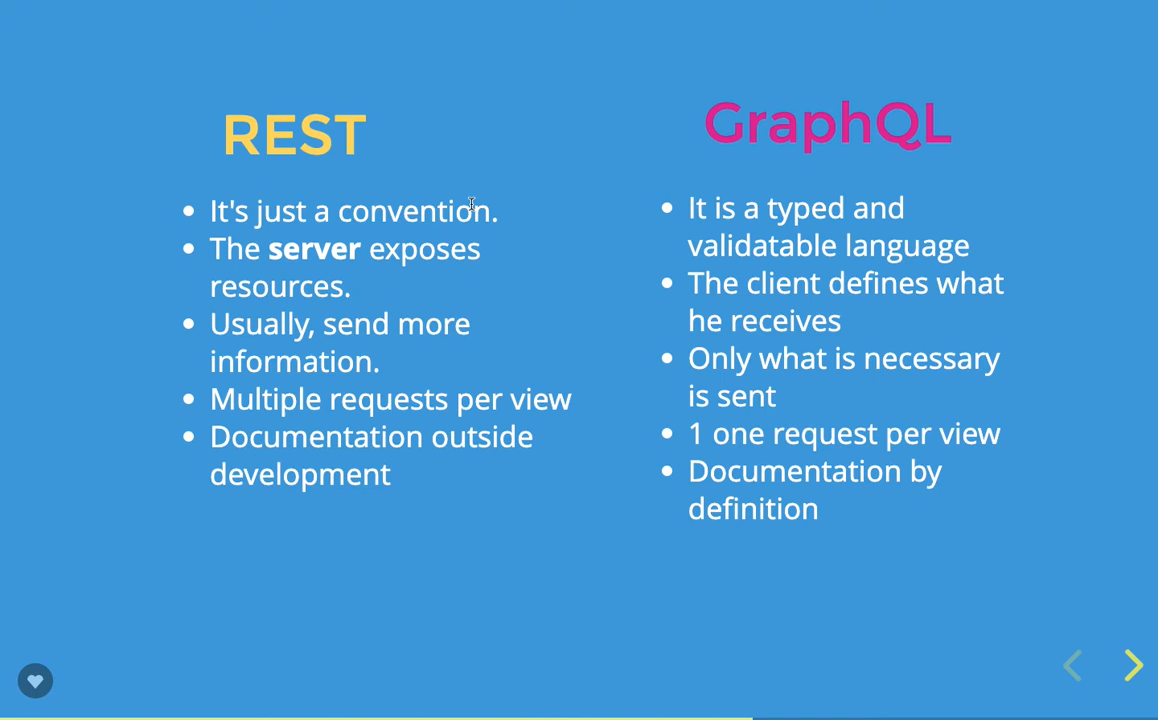 REST
It's just a convention.
The server exposes
resources.
Usually, send more
information.
Multiple requests per view
Documentation outside
development
GraphQL
It is a typed and
validatable language
The client defines what
he receives
Only what is necessary
is sent
1 one request per view
Documentation by
definition